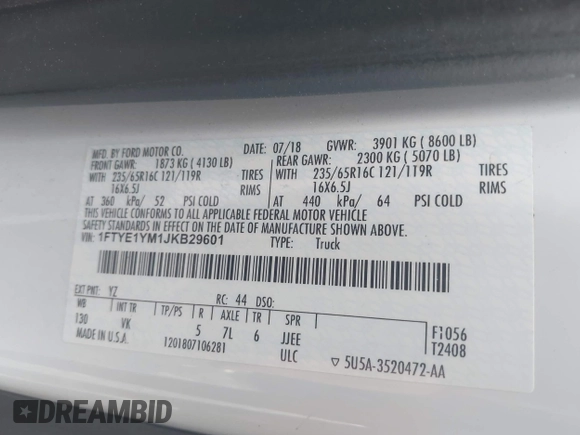 MFD. BY FORD MOTOR CO. DATE: 07/18 GVWR: 3901 KG ( 8600 LB)
FRONT GAWR: 1873 KG ( 4130 LB) REAR GAWR: 2300 KG ( 5070 LB)
WITH 235/65R16C 121/119R TIRES WITH 235/65R16C 121/119R TIRES
16X6.5J RIMS 16X6.5J RIMS
AT 360 kPa/ 52 PSI COLD AT 440 kPa/ 64 PSI COLD
THIS VEHICLE CONFORMS TO ALL APPLICABLE FEDERAL MOTOR VEHICLE
SAFETY STANDARDS IN EFFECT ON THE DATE OF MANUFACTURE SHOWN ABOVE.
VIN: 1FTYE1YM1JKB29601 TYPE: Truck
EXT PNT: YZ RC: 44 DSO:
WB INT TR TP/PS R AXLE TR SPR
130 VK 5 7L 6 JJEE F1056
MADE IN U.S.A. 1201807106281 ULC T2408
▽ 5U5A-3520472-AA
DREAMBID